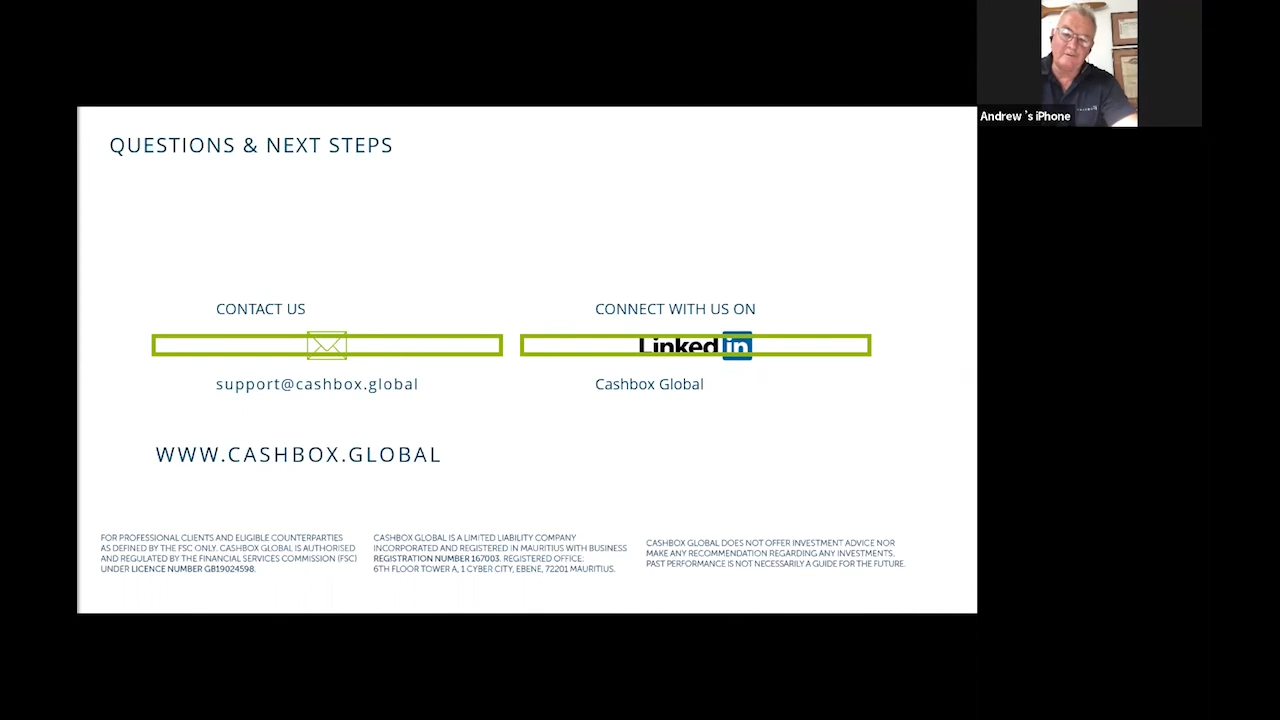 Andrew's iPhone
QUESTIONS & NEXT STEPS
CONTACT US
support@cashbox.global
CONNECT WITH US ON
Linked in
Cashbox Global
WWW.CASHBOX.GLOBAL
FOR PROFESSIONAL CLIENTS AND ELIGIBLE COUNTERPARTIES
AS DEFINED BY THE FSC ONLY. CASHBOX GLOBAL IS AUTHORISED
AND REGULATED BY THE FINANCIAL SERVICES COMMISSION (FSC)
UNDER LICENCE NUMBER GB19024598.
CASHBOX GLOBAL IS A LIMITED LIABILITY COMPANY
INCORPORATED AND REGISTERED IN MAURITIUS WITH BUSINESS
REGISTRATION NUMBER 167003. REGISTERED OFFICE:
6TH FLOOR TOWER A, 1 CYBER CITY, EBENE, 72201 MAURITIUS.
CASHBOX GLOBAL DOES NOT OFFER INVESTMENT ADVICE NOR
MAKE ANY RECOMMENDATION REGARDING ANY INVESTMENTS.
PAST PERFORMANCE IS NOT NECESSARILY A GUIDE FOR THE FUTURE.